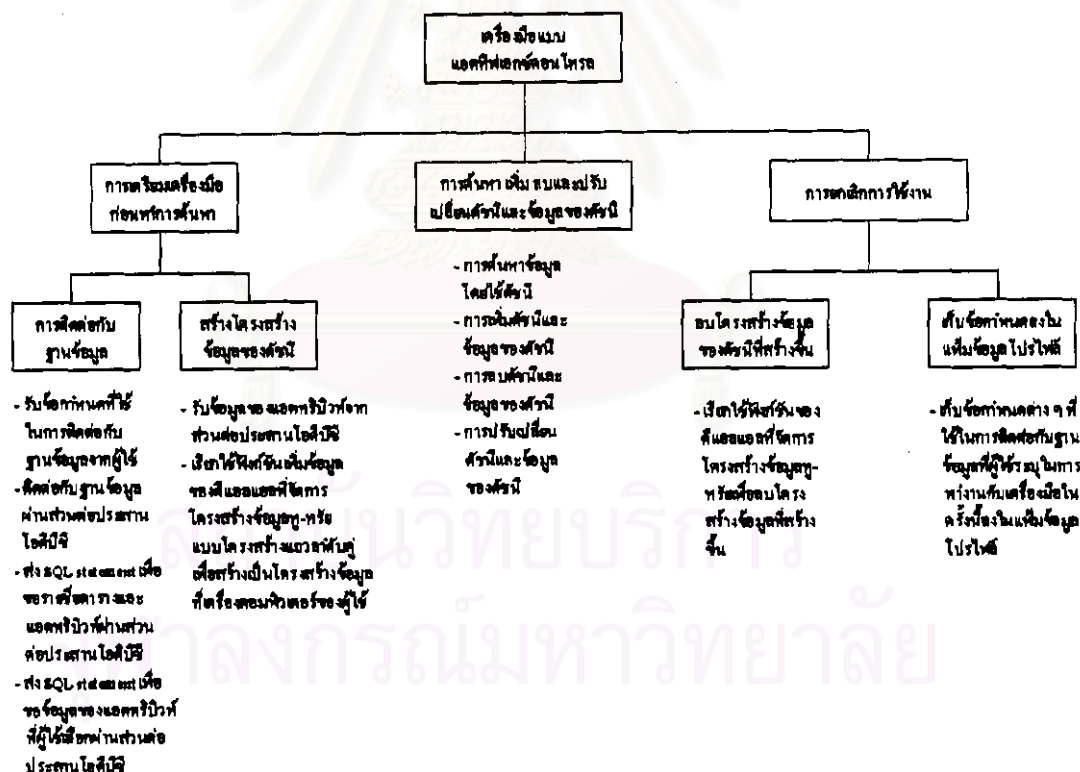 เครื่องมือแบบ
แอคทีฟเอกซ์คอนโทรล
การเตรียมเครื่องมือ
ก่อนทำการค้นหา
การค้นหา เพิ่ม ลบและปรับ
เปลี่ยนดัชนีและข้อมูลของดัชนี
การยกเลิกการใช้งาน
การติดต่อกับ
ฐานข้อมูล
- รับข้อกำหนดที่ใช้
ในการติดต่อกับ
ฐานข้อมูลจากผู้ใช้
- ติดต่อกับฐานข้อมูล
ผ่านส่วนต่อประสาน
โอดีบีซี
- ส่ง SQL statement เพื่อ
ขอรายชื่อตารางและ
แอตทริบิวท์ผ่านส่วน
ต่อประสานโอดีบีซี
- ส่ง SQL statement เพื่อ
ขอข้อมูลของแอตทริบิวท์
ที่ผู้ใช้เลือกผ่านส่วนต่อ
ประสานโอดีบีซี
สร้างโครงสร้าง
ข้อมูลของดัชนี
- รับข้อมูลของแอตทริบิวท์จาก
ส่วนต่อประสานโอดีบีซี
- เรียกใช้ฟังก์ชันเพิ่มข้อมูล
ของดีแอลแอลที่จัดการ
โครงสร้างข้อมูลทู-ทรัย
แบบโครงสร้างแถวลำดับคู่
เพื่อสร้างเป็นโครงสร้างข้อมูล
ที่เครื่องคอมพิวเตอร์ของผู้ใช้
- การค้นหาข้อมูล
โดยใช้ดัชนี
- การเพิ่มดัชนีและ
ข้อมูลของดัชนี
- การลบดัชนีและ
ข้อมูลของดัชนี
- การปรับเปลี่ยน
ดัชนีและข้อมูล
ของดัชนี
ลบโครงสร้างข้อมูล
ของดัชนีที่สร้างขึ้น
- เรียกใช้ฟังก์ชันของ
ดีแอลแอลที่จัดการ
โครงสร้างข้อมูลทู-
ทรัยเพื่อลบโครง
สร้างข้อมูลที่สร้าง
ขึ้น
เก็บข้อกำหนดลงใน
แฟ้มข้อมูลโปรไฟล์
- เก็บข้อกำหนดต่าง ๆ ที่
ใช้ในการติดต่อกับฐาน
ข้อมูลที่ผู้ใช้ระบุในการ
ทำงานกับเครื่องมือใน
ครั้งนี้ลงในแฟ้มข้อมูล
โปรไฟล์
สถาบันวิทยบริการ
จุฬาลงกรณ์มหาวิทยาลัย